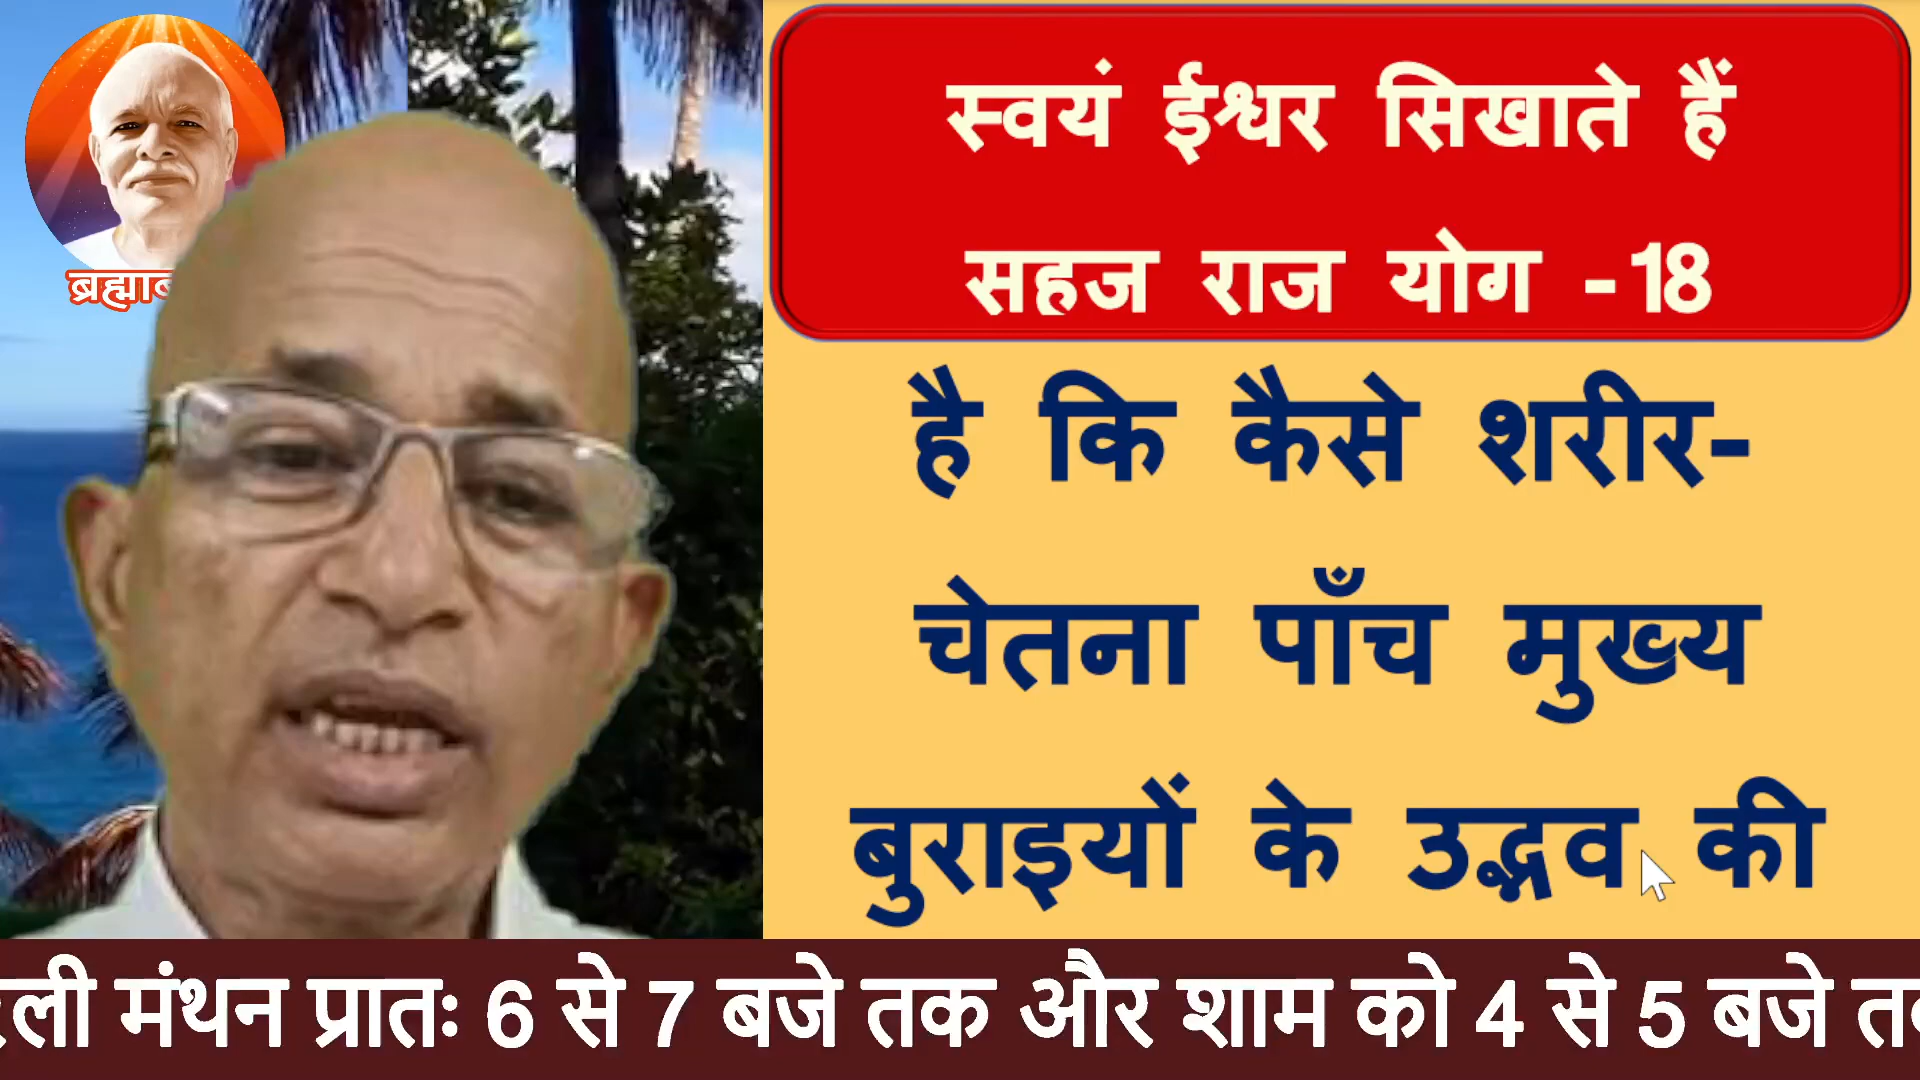 स्वयं ईश्वर सिखाते हैं
सहज राज योग -18
है कि कैसे शरीर-
चेतना पाँच मुख्य
बुराइयों के उद्भव की
मंथन प्रातः 6 से 7 बजे तक और शाम को 4 से 5 बजे